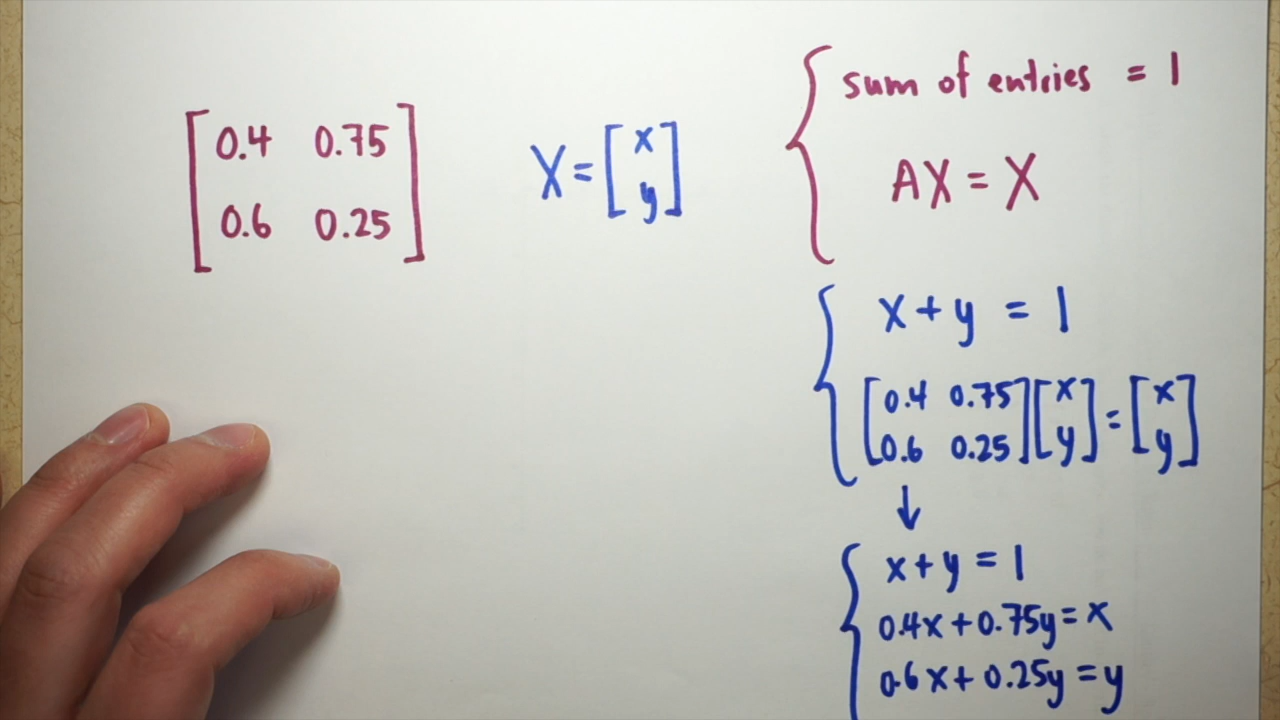 0.4 0.75
0.6 0.25
X = [x
y]
{ sum of entries = 1
AX = X
{ x + y = 1
[0.4 0.75] [x] = [x]
[0.6 0.25] [y] [y]
↓
{ x + y = 1
0.4x + 0.75y = x
0.6x + 0.25y = y